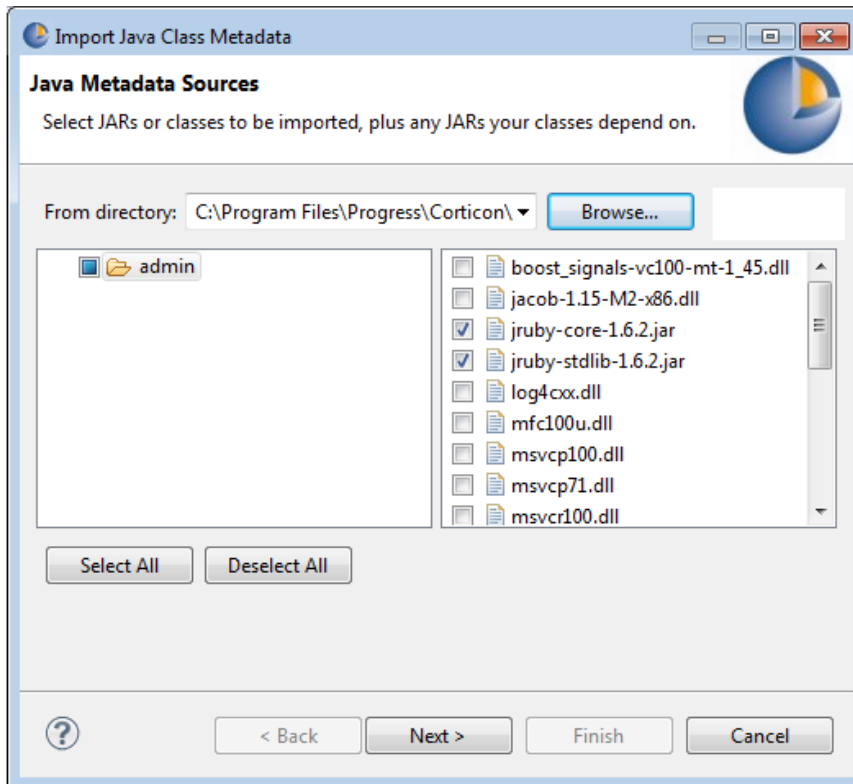 Import Java Class Metadata
Java Metadata Sources
Select JARs or classes to be imported, plus any JARs your classes depend on.
From directory: C:\Program Files\Progress\Corticon\ Browse...
admin
boost_signals-vc100-mt-1_45.dll
jacob-1.15-M2-x86.dll
jruby-core-1.6.2.jar
jruby-stdlib-1.6.2.jar
log4cxx.dll
mfc100u.dll
msvcp100.dll
msvcp71.dll
msvcr100.dll
Select All Deselect All
? < Back Next > Finish Cancel